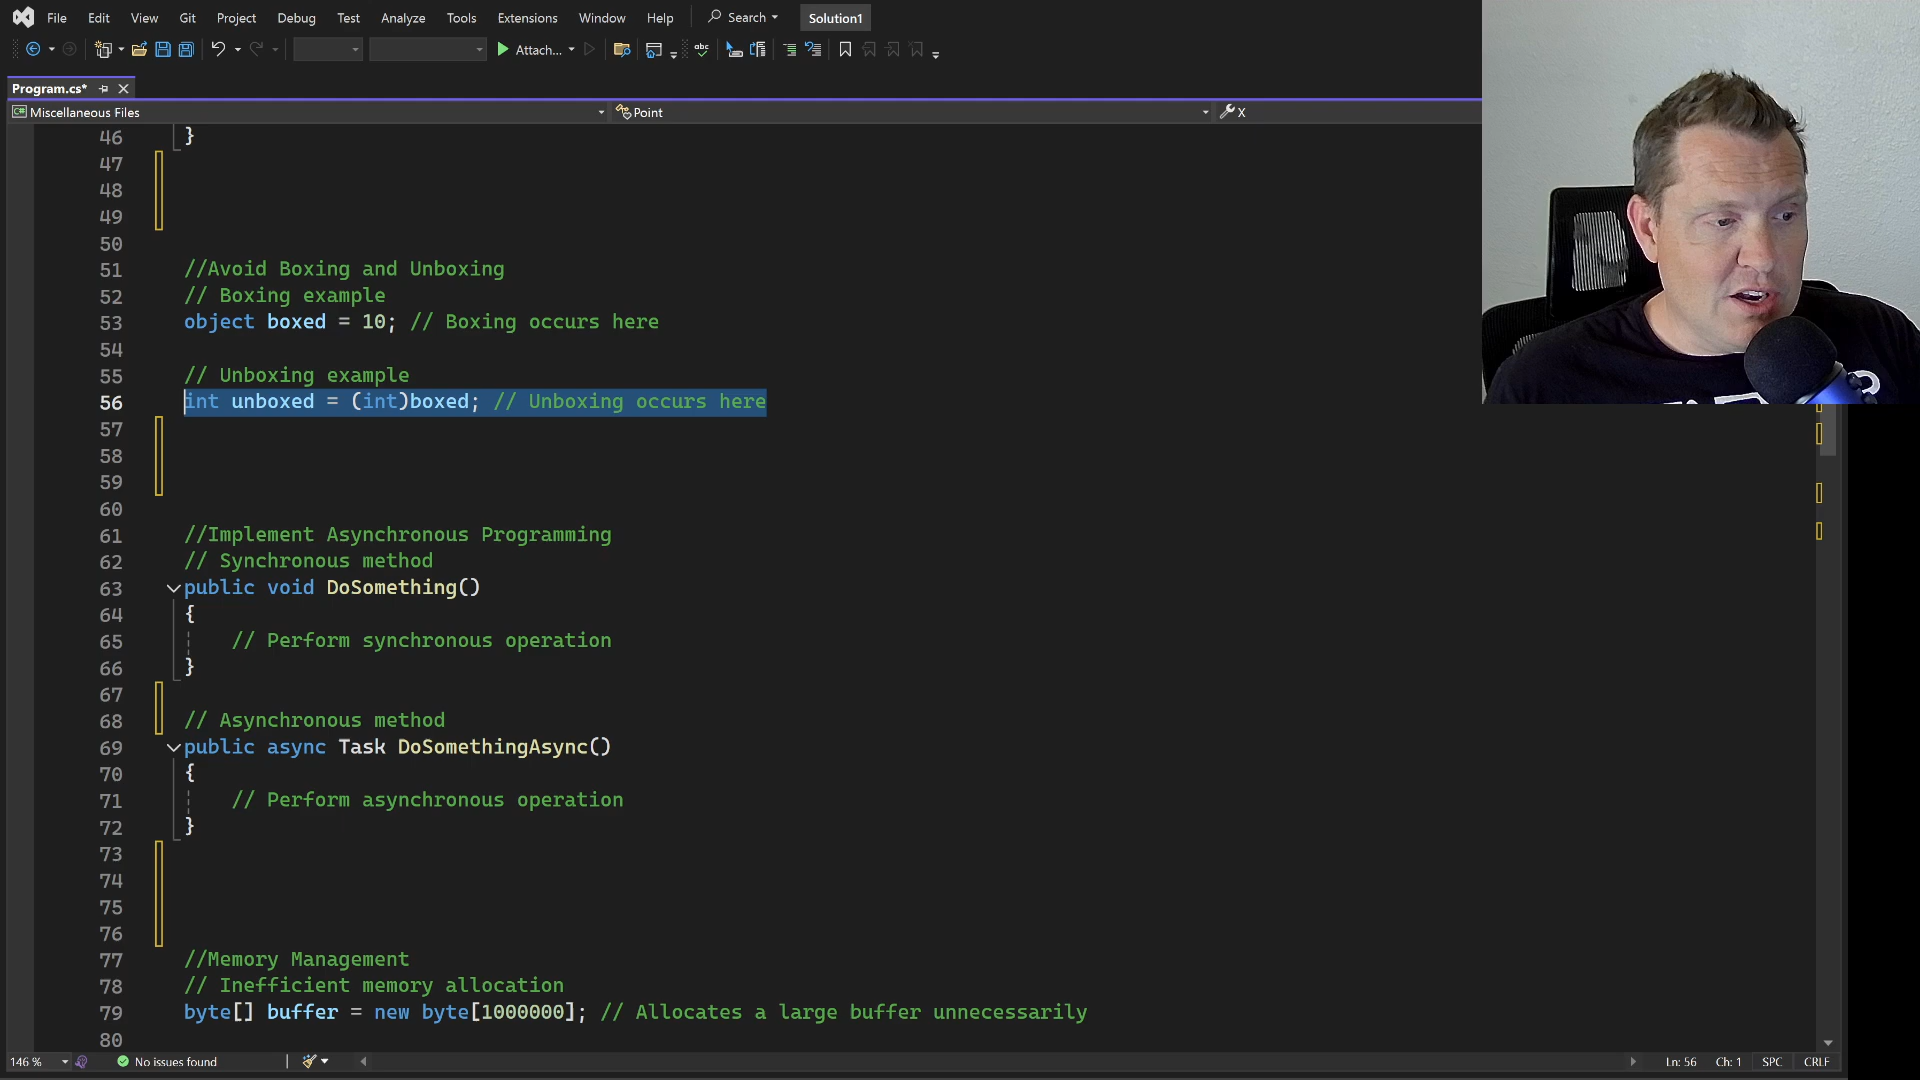 File Edit View Git Project Debug Test Analyze Tools Extensions Window Help Search Solution1
Attach...
Program.cs*
Miscellaneous Files Point X
46 }
47
48
49
50
51 //Avoid Boxing and Unboxing
52 // Boxing example
53 object boxed = 10; // Boxing occurs here
54
55 // Unboxing example
56 int unboxed = (int)boxed; // Unboxing occurs here
57
58
59
60
61 //Implement Asynchronous Programming
62 // Synchronous method
63 public void DoSomething()
64 {
65 // Perform synchronous operation
66 }
67
68 // Asynchronous method
69 public async Task DoSomethingAsync()
70 {
71 // Perform asynchronous operation
72 }
73
74
75
76
77 //Memory Management
78 // Inefficient memory allocation
79 byte[] buffer = new byte[1000000]; // Allocates a large buffer unnecessarily
80
146 % No issues found Ln: 56 Ch: 1 SPC CRLF